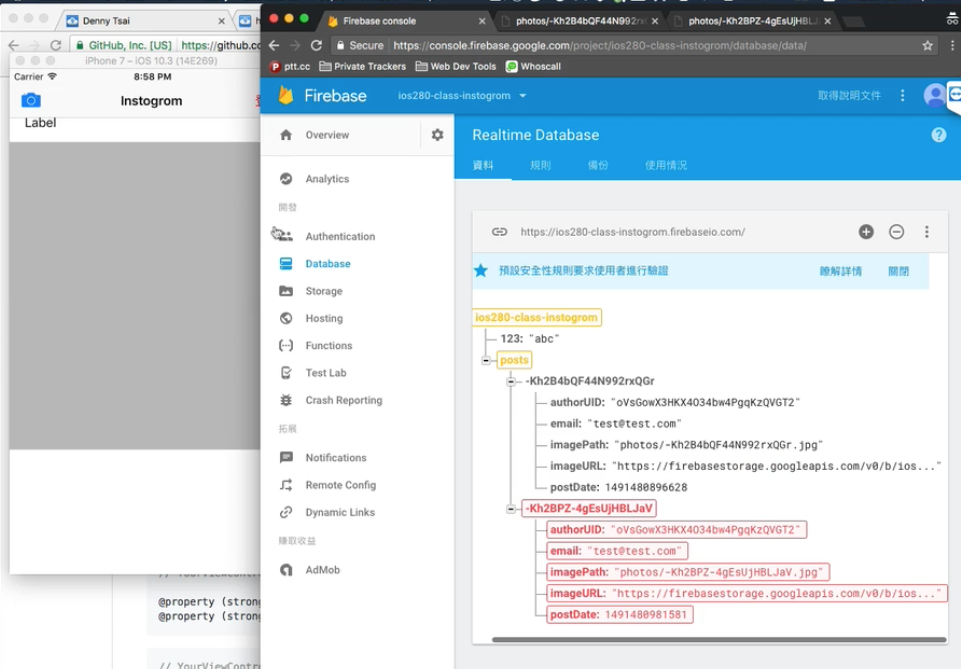 Denny Tsai
GitHub, Inc. [US]
https://github.co
iPhone 7 – iOS 10.3 (14E269)
Carrier
8:58 PM
Instogrom
Label
// YourViewContr
@property (strong
@property (strong
// YourViewContr
Firebase console
photos/-Kh2B4bQF44N992rx
photos/-Kh2BPZ-4gEsUjHBLJ
Secure
https://console.firebase.google.com/project/ios280-class-instogrom/database/data/
ptt.cc
Private Trackers
Web Dev Tools
Whoscall
Firebase
ios280-class-instogrom
取得說明文件
Overview
Analytics
開發
Authentication
Database
Storage
Hosting
Functions
Test Lab
Crash Reporting
拓展
Notifications
Remote Config
Dynamic Links
賺取收益
AdMob
Realtime Database
資料
規則
備份
使用情況
https://ios280-class-instogrom.firebaseio.com/
預設安全性規則要求使用者進行驗證
瞭解詳情
關閉
ios280-class-instogrom
123: "abc"
posts
-Kh2B4bQF44N992rxQGr
authorUID: "oVsGowX3HKX4O34bw4PgqKzQVGT2"
email: "test@test.com"
imagePath: "photos/-Kh2B4bQF44N992rxQGr.jpg"
imageURL: "https://firebasestorage.googleapis.com/v0/b/ios..."
postDate: 1491480896628
-Kh2BPZ-4gEsUjHBLJaV
authorUID: "oVsGowX3HKX4O34bw4PgqKzQVGT2"
email: "test@test.com"
imagePath: "photos/-Kh2BPZ-4gEsUjHBLJaV.jpg"
imageURL: "https://firebasestorage.googleapis.com/v0/b/ios..."
postDate: 1491480981581